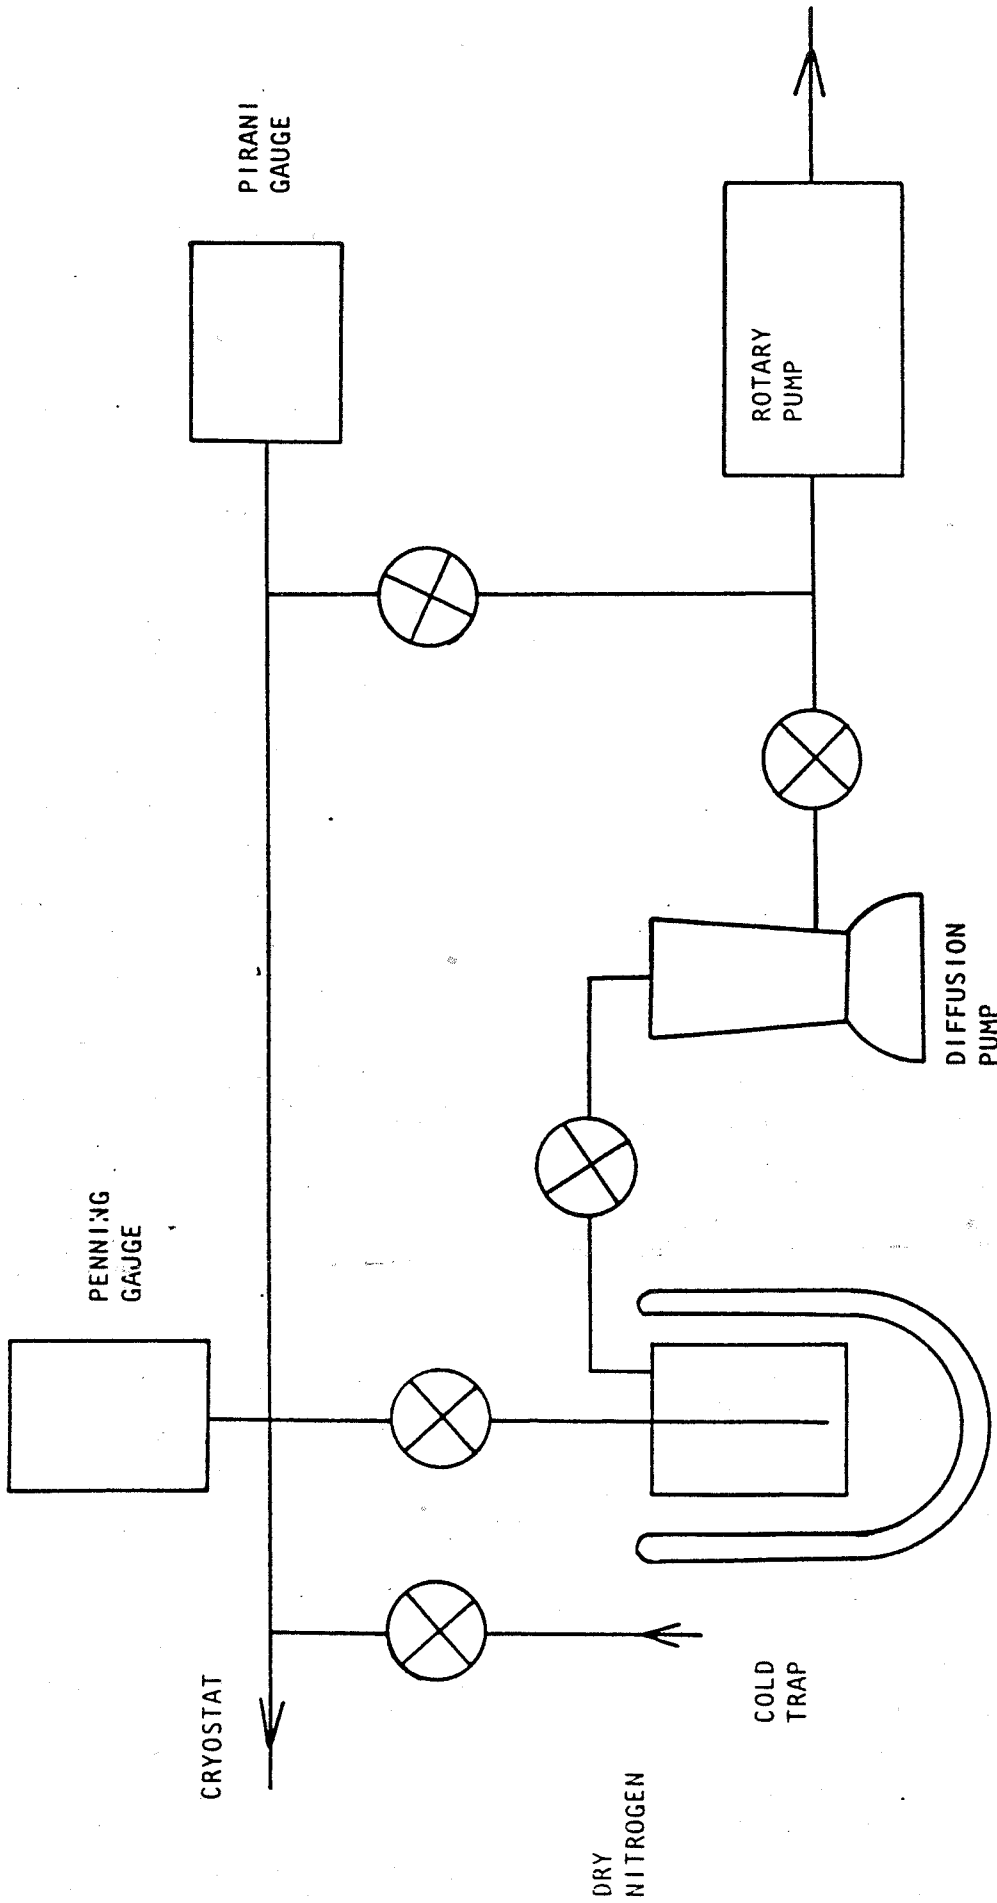 PENNING
GAUGE
PIRANI
GAUGE
CRYOSTAT
DRY
NITROGEN
COLD
TRAP
DIFFUSION
PUMP
ROTARY
PUMP